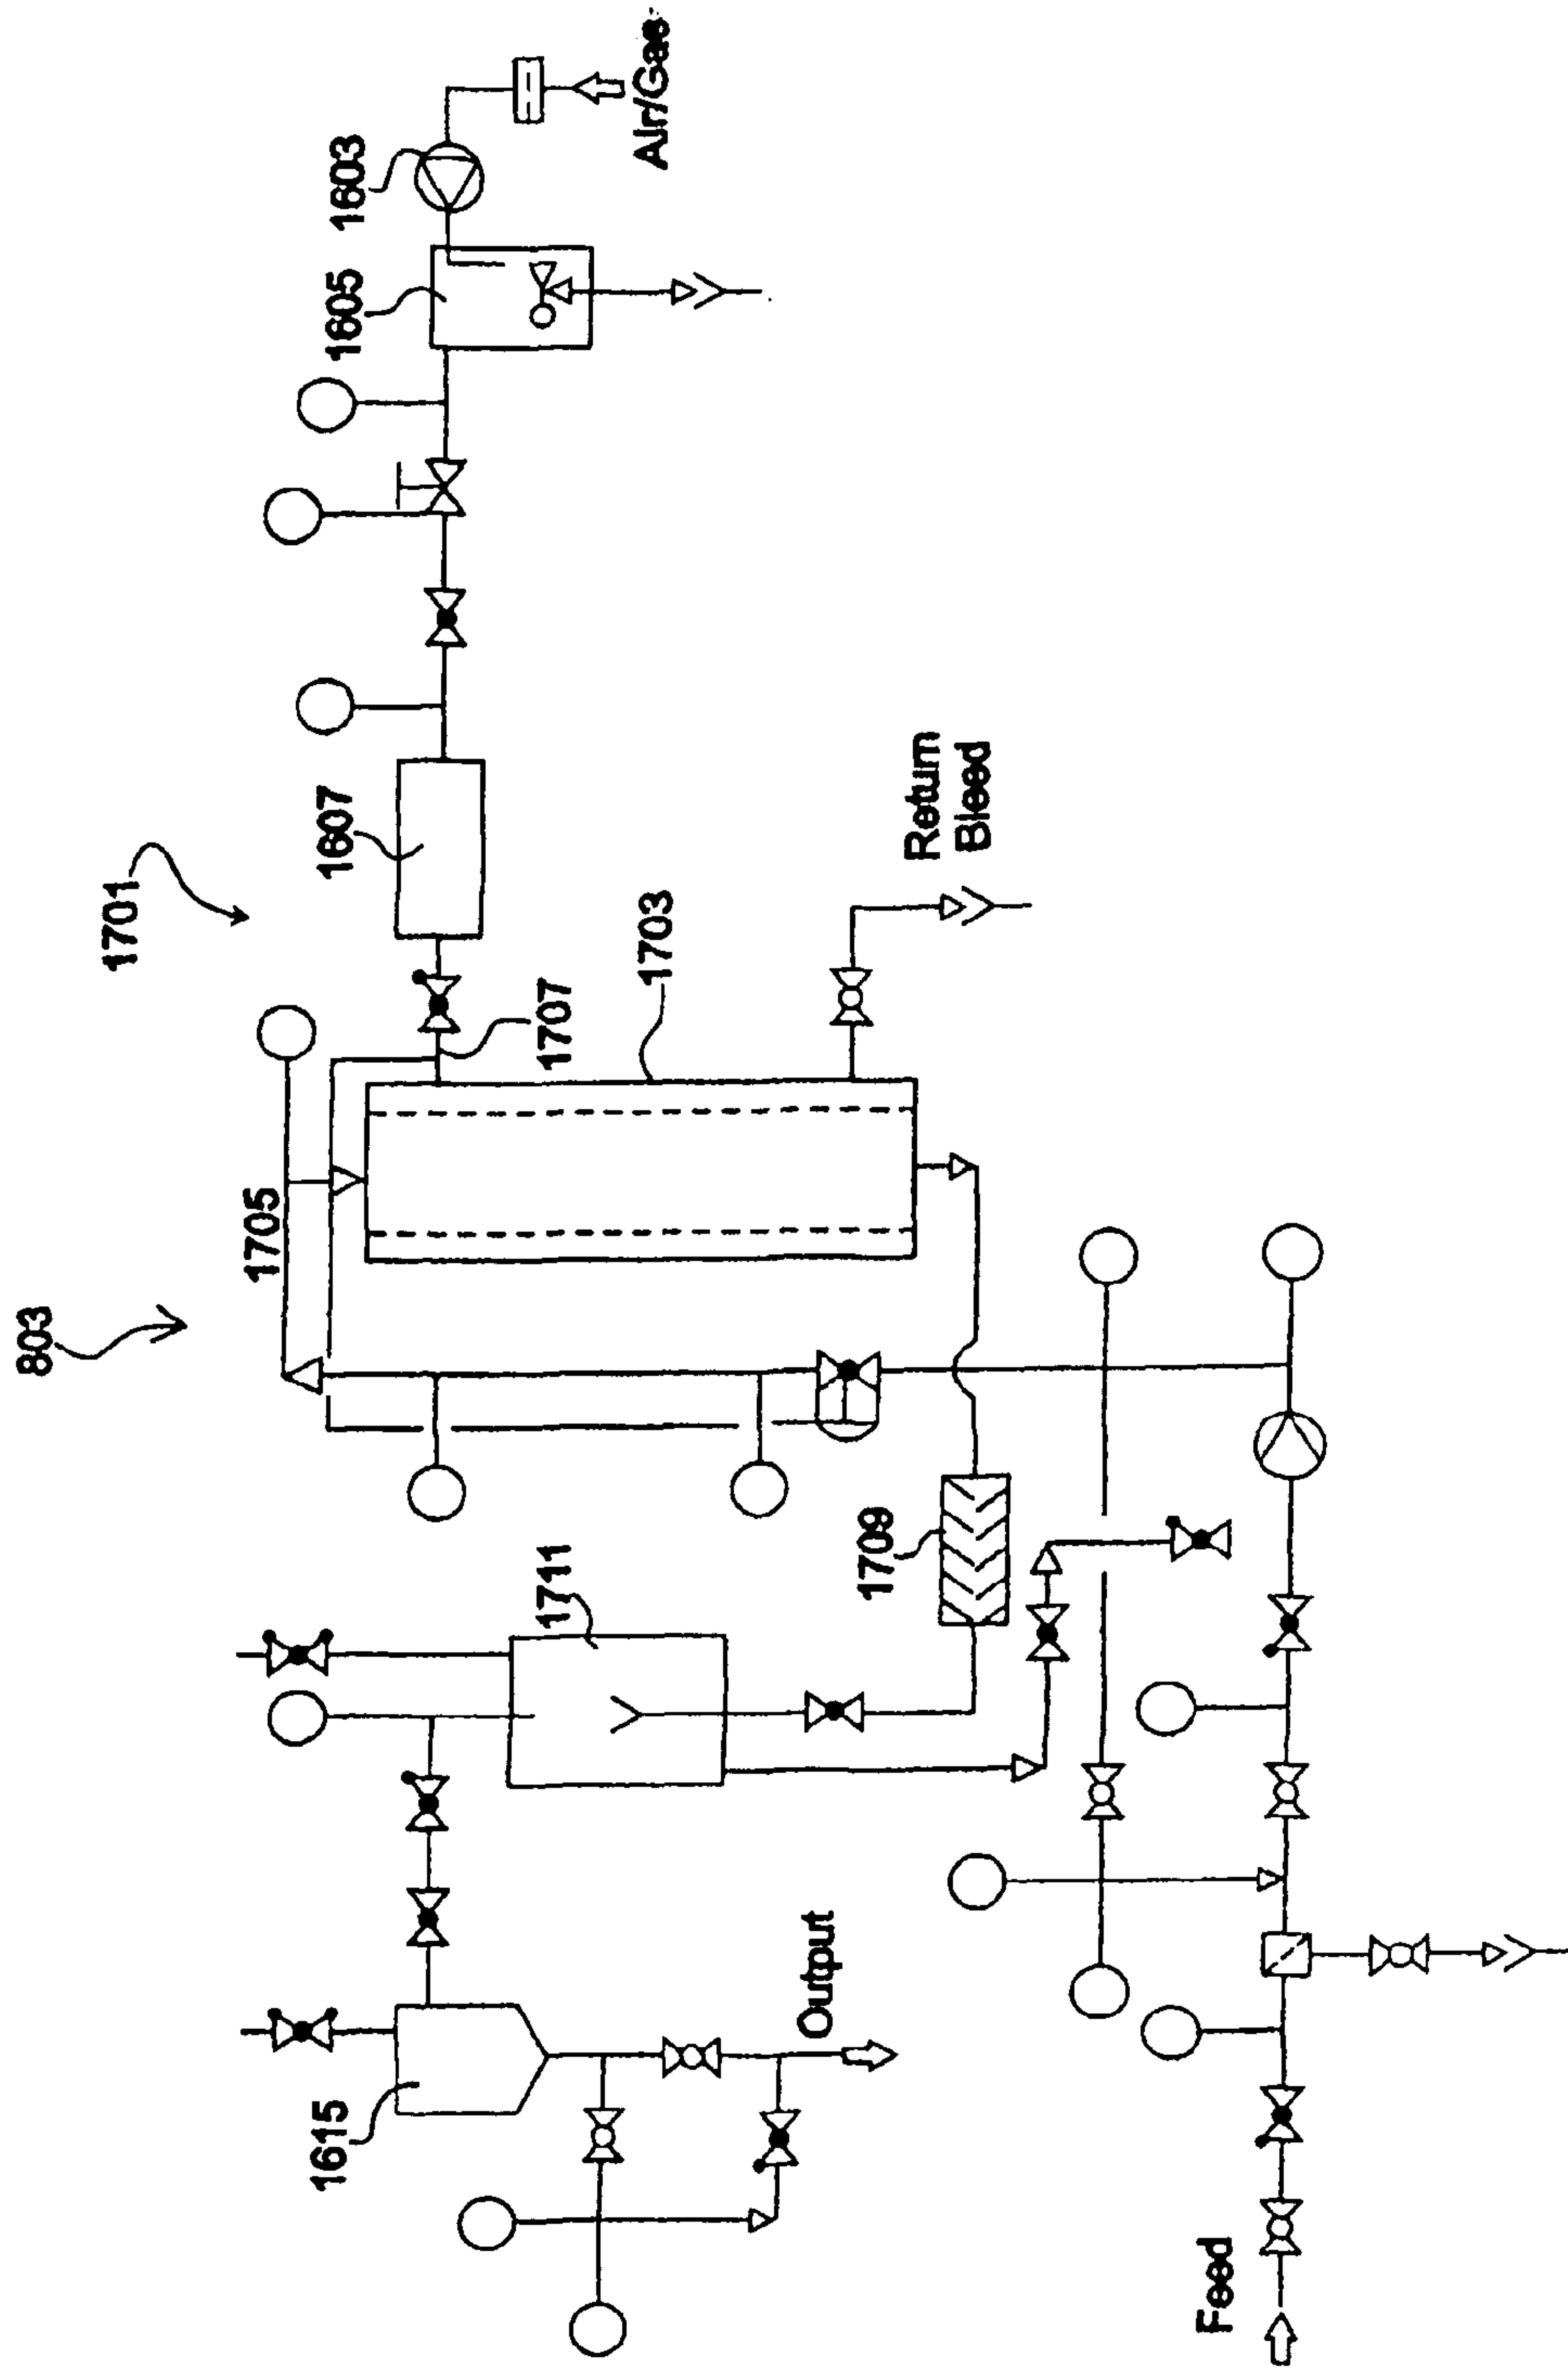 803
1701
1705
1615
1607
1605
1603
1711
1707
1703
Air/Gas
Output
1709
Return
Bleed
Feed